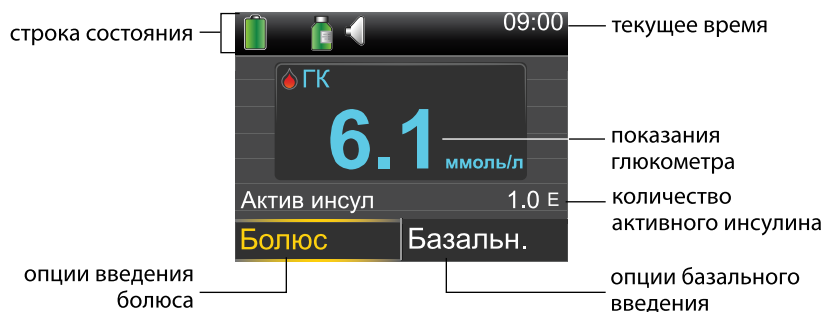 строка состояния
09:00
текущее время
ГК
6.1
ммоль/л
показания
глюкометра
Актив инсул
1.0 E
количество
активного инсулина
Болюс
Базальн.
опции введения
болюса
опции базального
введения